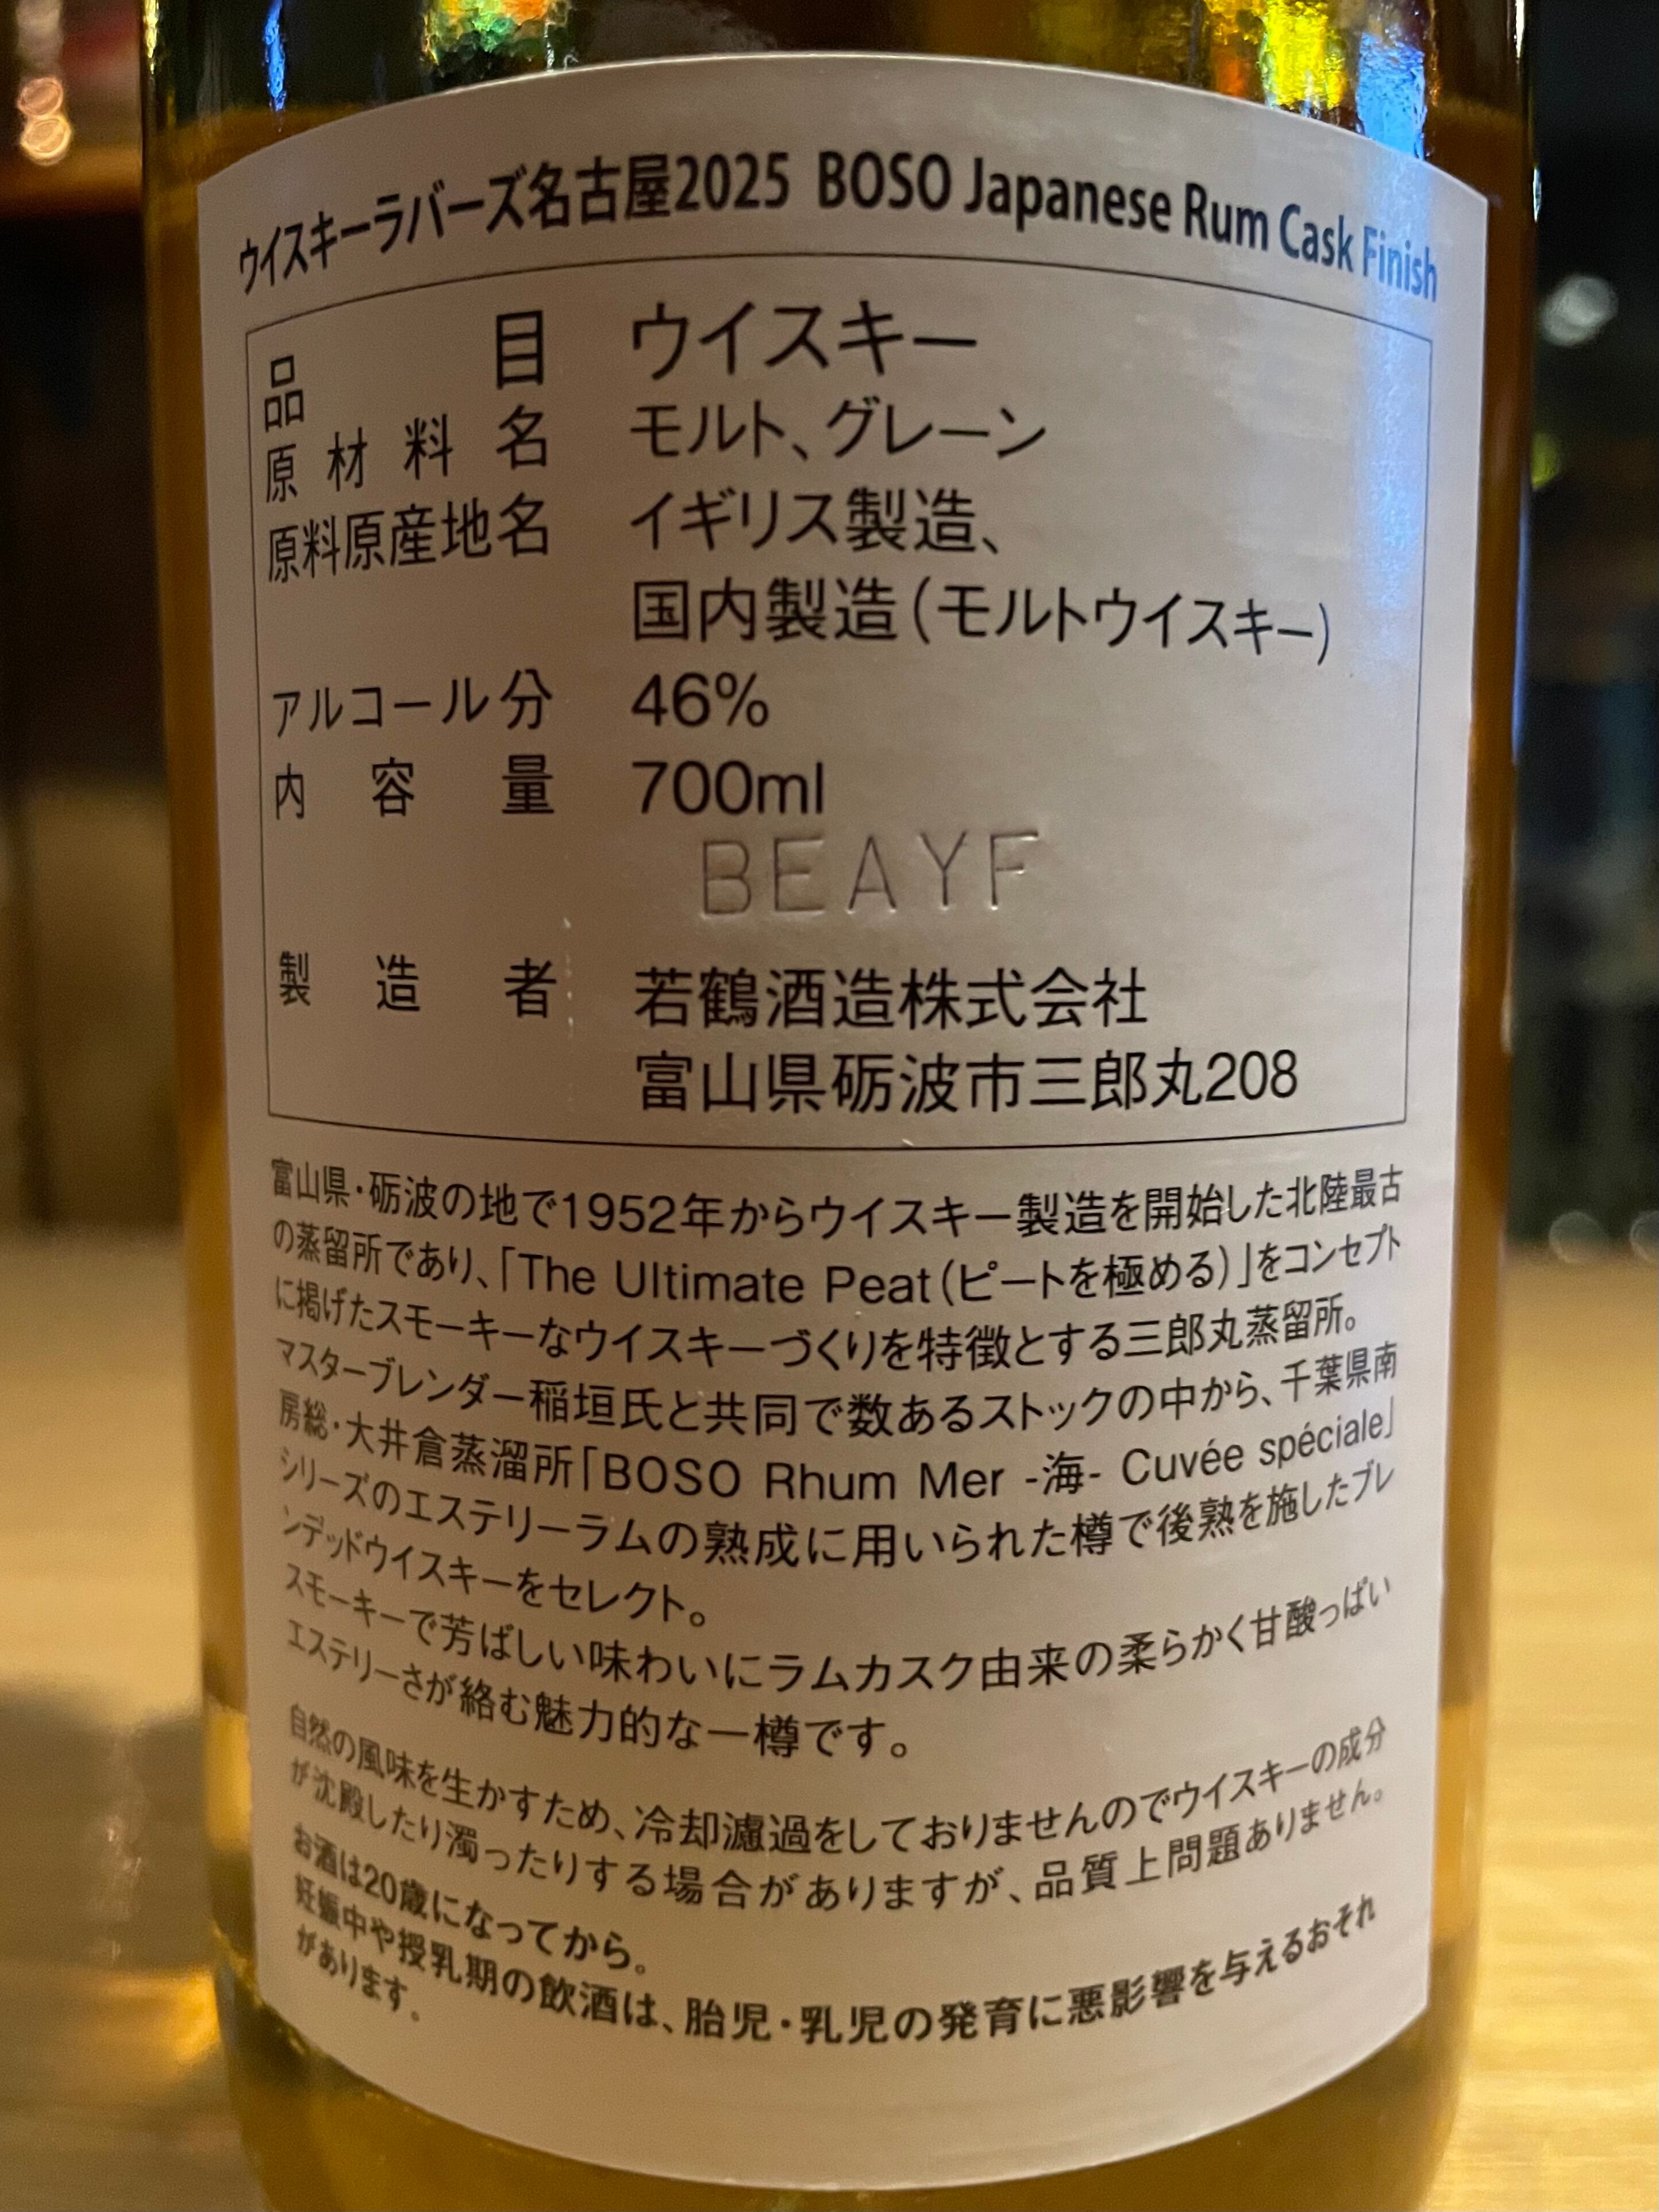 ウイスキーラバーズ名古屋2025 BOSO Japanese Rum Cask Finish
品目 ウイスキー
原材料名 モルト、グレーン
原料原産地名 イギリス製造、
国内製造(モルトウイスキー)
アルコール分 46%
内容量 700ml
BEAYF
製造者 若鶴酒造株式会社
富山県砺波市三郎丸208
富山県・砺波の地で1952年からウイスキー製造を開始した北陸最古
の蒸留所であり、「The Ultimate Peat(ピートを極める)」をコンセプト
に掲げたスモーキーなウイスキーづくりを特徴とする三郎丸蒸留所。
マスターブレンダー稲垣氏と共同で数あるストックの中から、千葉県南
房総・大井倉蒸溜所「BOSO Rhum Mer -海- Cuvée spéciale」
シリーズのエステリーラムの熟成に用いられた樽で後熟を施したブレ
ンデッドウイスキーをセレクト。
スモーキーで芳ばしい味わいにラムカスク由来の柔らかく甘酸っぱい
エステリーさが絡む魅力的な一樽です。
自然の風味を生かすため、冷却濾過をしておりませんのでウイスキーの成分
が沈殿したり濁ったりする場合がありますが、品質上問題ありません。
お酒は20歳になってから。
妊娠中や授乳期の飲酒は、胎児・乳児の発育に悪影響を与えるおそれ
があります。